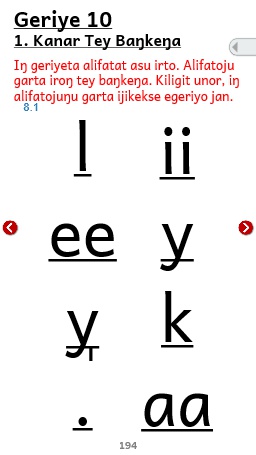 Geriye 10
1. Kanar Tey Baŋkeŋa
Iŋ geriyeta alifatat asu irto. Alifatoju
garta iroŋ tey baŋkeŋa. Kiligit unor, iŋ
alifatojuŋu garta ijikekse egeriyo jan.
8.1
l ii
ee y
y┬ k
. aa
194